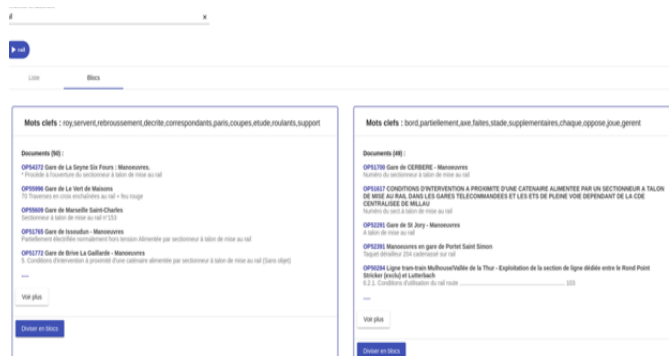 x
rail
Liste
Blocs
Mots clefs : roy,servent,rebroussement,decrite,correspondants,paris,coupes,etude,roulants,support
Documents (50) :
OP54372 Gare de La Seyne Six Fours : Manoeuvres.
* Procède à l'ouverture du sectionneur à talon de mise au rail
OP55996 Gare de Le Vert de Maisons
70 Traverses en croix enchaînées au rail + feu rouge
OP55609 Gare de Marseille Saint-Charles
Sectionneur à talon de mise au rail n°153
OP51765 Gare de Issoudun - Manoeuvres
Partiellement électrifiée normalement hors tension Alimentée par sectionneur à talon de mise au rail
OP51772 Gare de Brive La Gaillarde - Manoeuvres
5. Conditions d'intervention à proximité d'une caténaire alimentée par sectionneur à talon de mise au rail (Sans objet)
....
Voir plus
Diviser en blocs
Mots clefs : bord,partiellement,axe,faites,stade,supplementaires,chaque,oppose,joue,gerent
Documents (49) :
OP51700 Gare de CERBERE - Manoeuvres
Numéro du sectionneur à talon de mise au rail
OP51617 CONDITIONS D'INTERVENTION A PROXIMITE D'UNE CATENAIRE ALIMENTEE PAR UN SECTIONNEUR A TALON
DE MISE AU RAIL DANS LES GARES TELECOMMANDEES ET LES ETS DE PLEINE VOIE DEPENDANT DE LA CDE
CENTRALISEE DE MILLAU
Numéro du sect à talon de mise au rail
OP52291 Gare de St Jory - Manoeuvres
A talon de mise au rail
OP52391 Manoeuvres en gare de Portet Saint Simon
Taquet dérailleur 204 cadenassé sur rail
OP50284 Ligne tram-train Mulhouse/Vallée de la Thur - Exploitation de la section de ligne dédiée entre le Rond Point
Stricker (exclu) et Lutterbach
6.2.1. Conditions d'utilisation du rail route ........................................ 103
....
Voir plus
Diviser en blocs